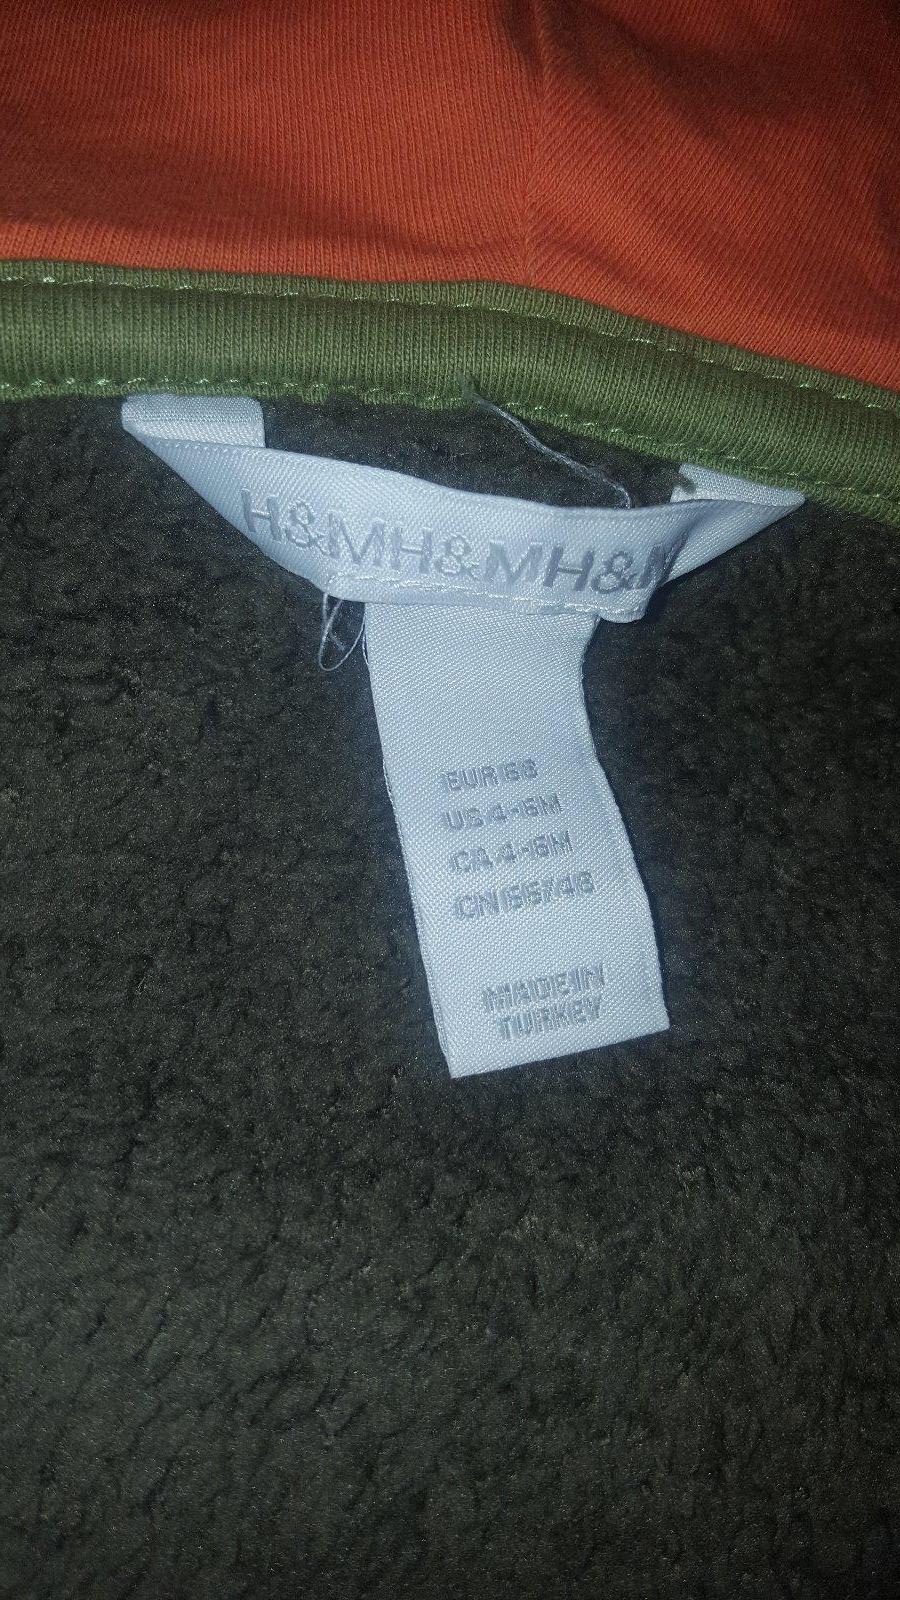 H&MH&MH&M
EUR 68
US 4-6M
CA 4-6M
CN 66/48
MADE IN
TURKEY